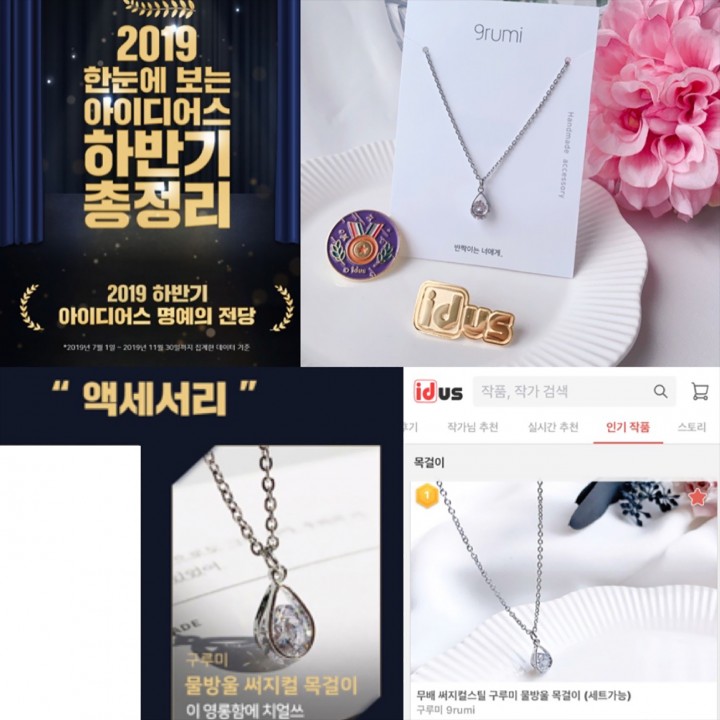 2019
한눈에 보는
아이디어스
하반기
총정리
2019 하반기
아이디어스 명예의 전당
*2019년 7월 1일 ~ 2019년 11월 30일까지 집계한 데이터 기준
9rumi
Handmade accessory
반짝이는 너에게.
idus
idus
“ 액세서리 ”
구루미
물방울 써지컬 목걸이
이 영롱함에 치얼쓰
idus
작품, 작가 검색
후기
작가님 추천
실시간 추천
인기 작품
스토리
목걸이
1
무배 써지컬스틸 구루미 물방울 목걸이 (세트가능)
구루미 9rumi